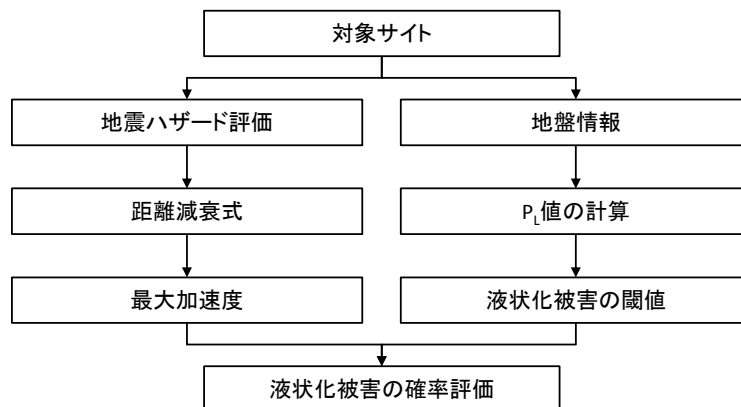 対象サイト
地震ハザード評価
地盤情報
距離減衰式
P_L値の計算
最大加速度
液状化被害の閾値
液状化被害の確率評価